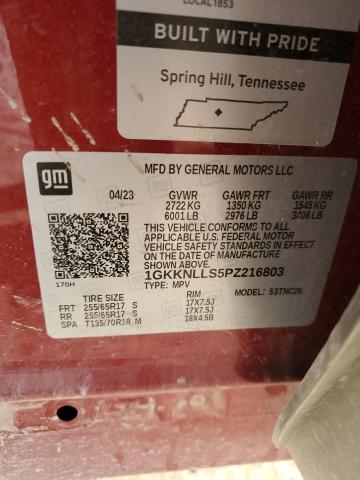 LOCAL 1853
BUILT WITH PRIDE
Spring Hill, Tennessee
gm
MFD BY GENERAL MOTORS LLC
04/23 GVWR GAWR FRT GAWR RR
2722 KG 1350 KG 1545 KG
6001 LB 2976 LB 3406 LB
THIS VEHICLE CONFORMS TO ALL
APPLICABLE U.S. FEDERAL MOTOR
VEHICLE SAFETY STANDARDS IN EFFECT
ON THE DATE OF MANUFACTURE
SHOWN ABOVE.
1GKKNLLS5PZ216803
TYPE: MPV MODEL: 53TNC26
170H
TIRE SIZE RIM
FRT 255/65R17 S 17X7.5J
RR 255/65R17 S 17X7.5J
SPA T135/70R18 M 18X4.5B